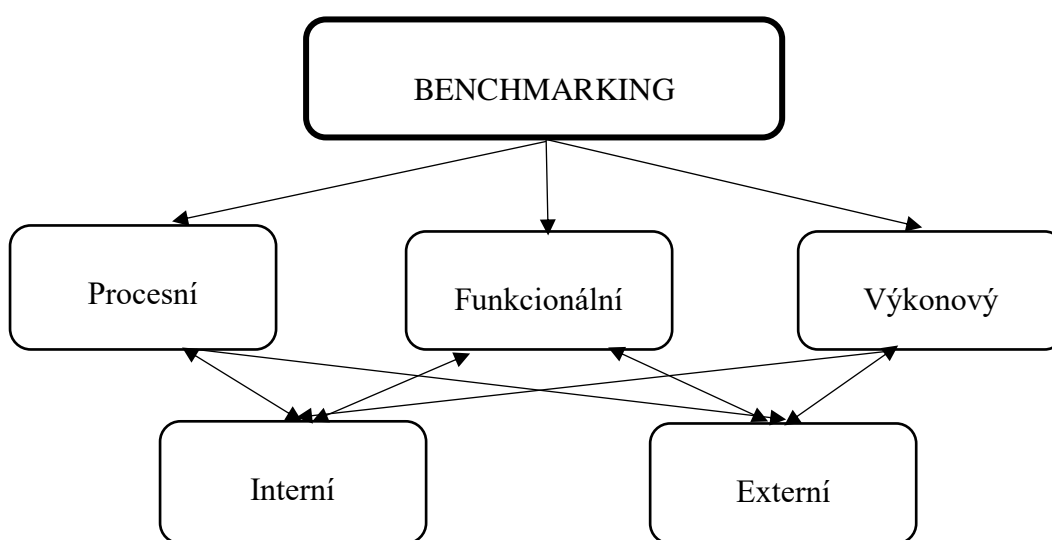 BENCHMARKING
Procesní
Funkcionální
Výkonový
Interní
Externí